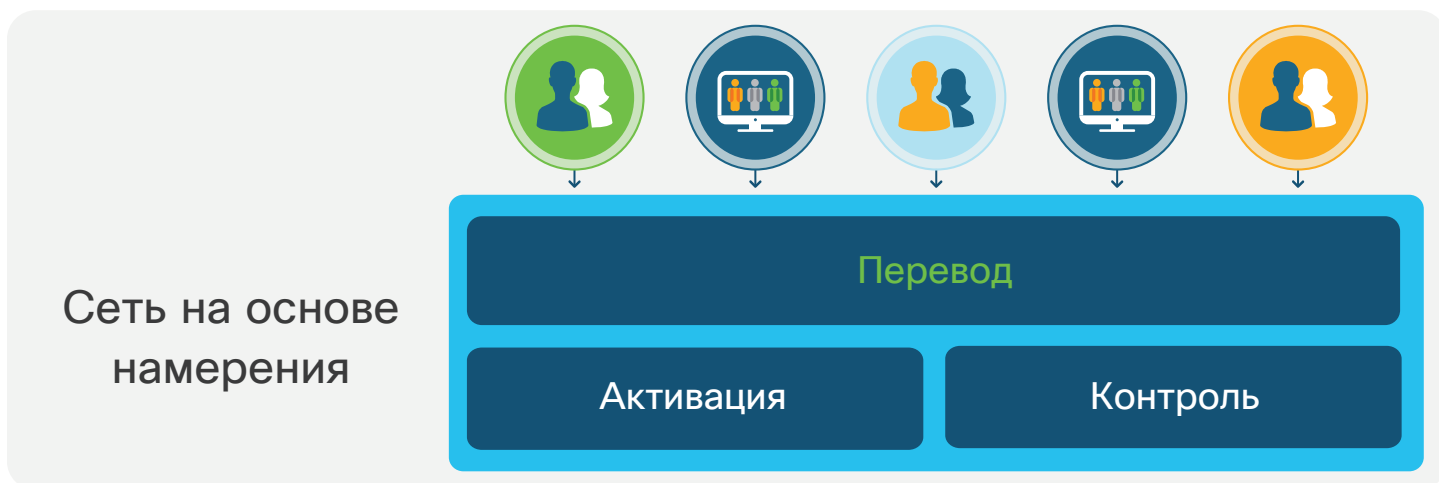 Перевод
Сеть на основе
намерения
Активация
Контроль